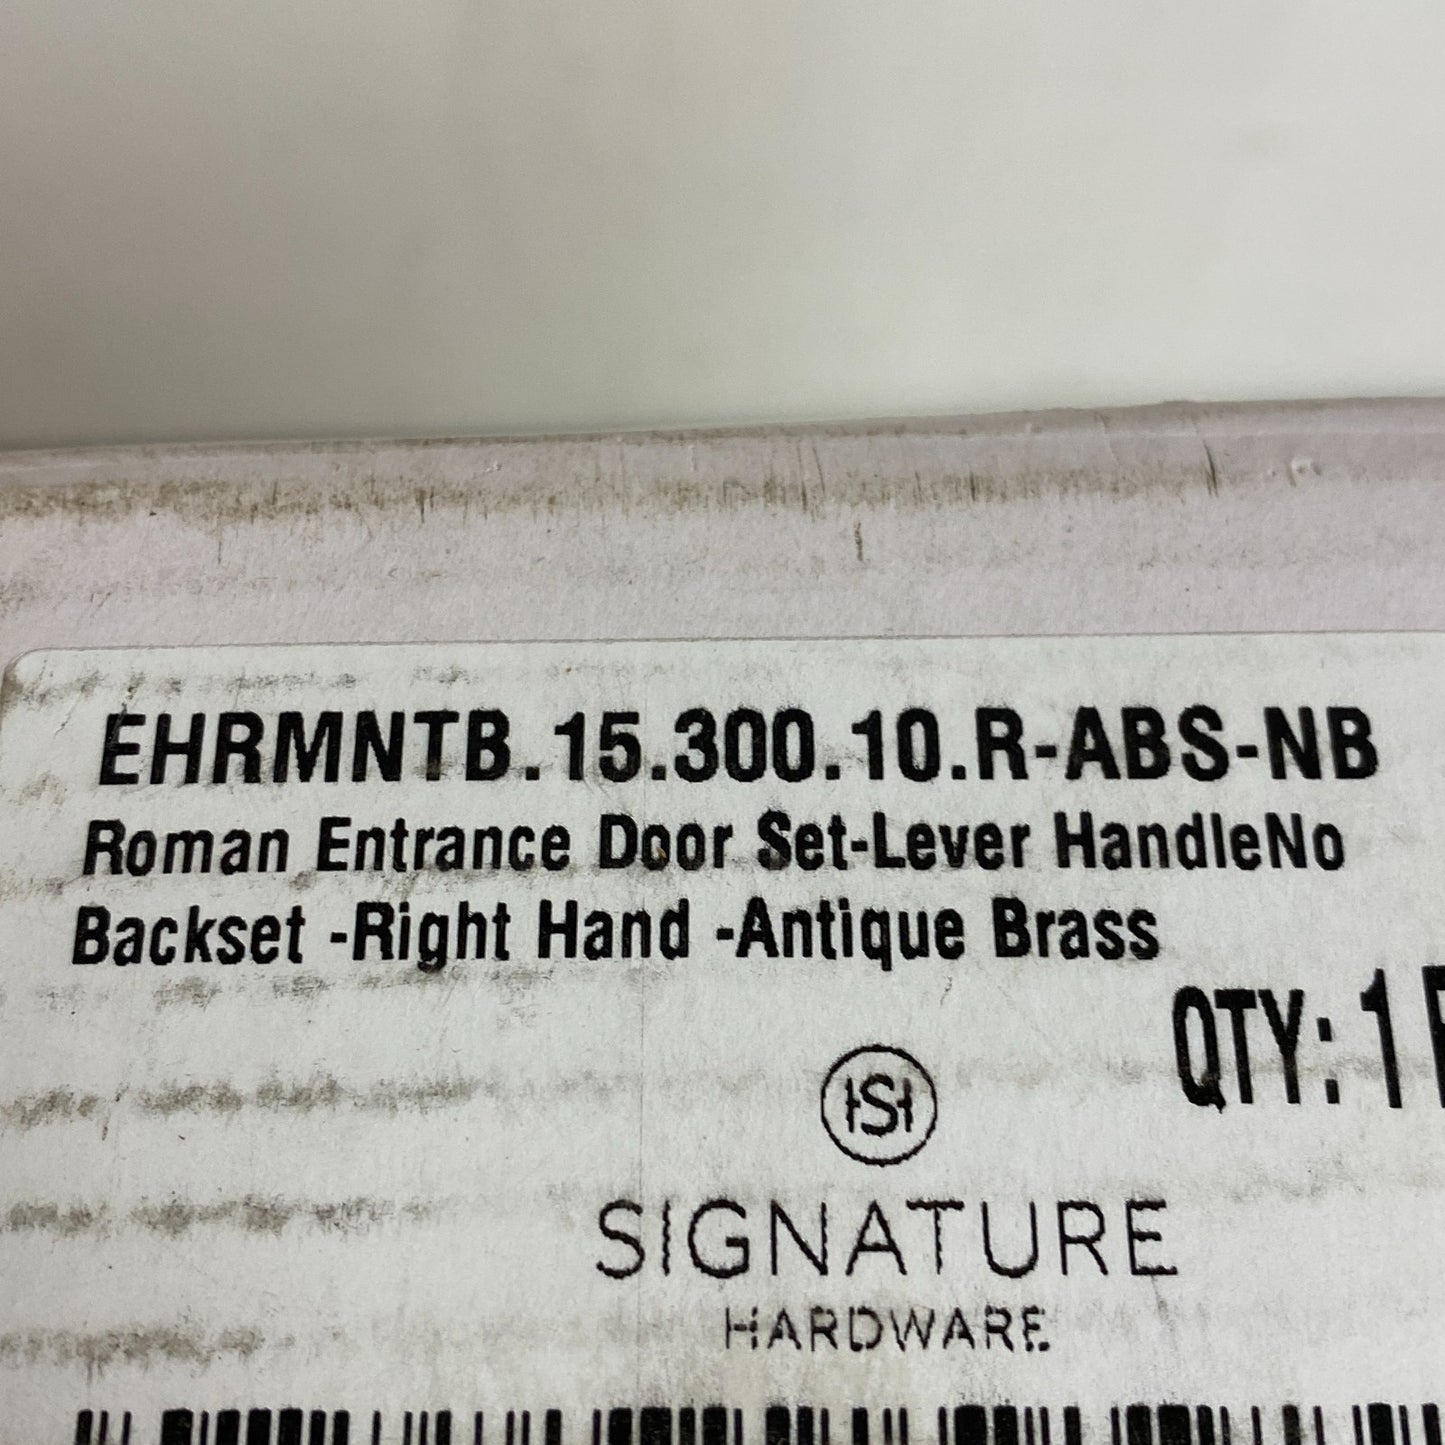 EHRMNTB.15.300.10.R-ABS-NB
Roman Entrance Door Set-Lever HandleNo
Backset -Right Hand -Antique Brass
QTY: 1
HSH
SIGNATURE
HARDWARE